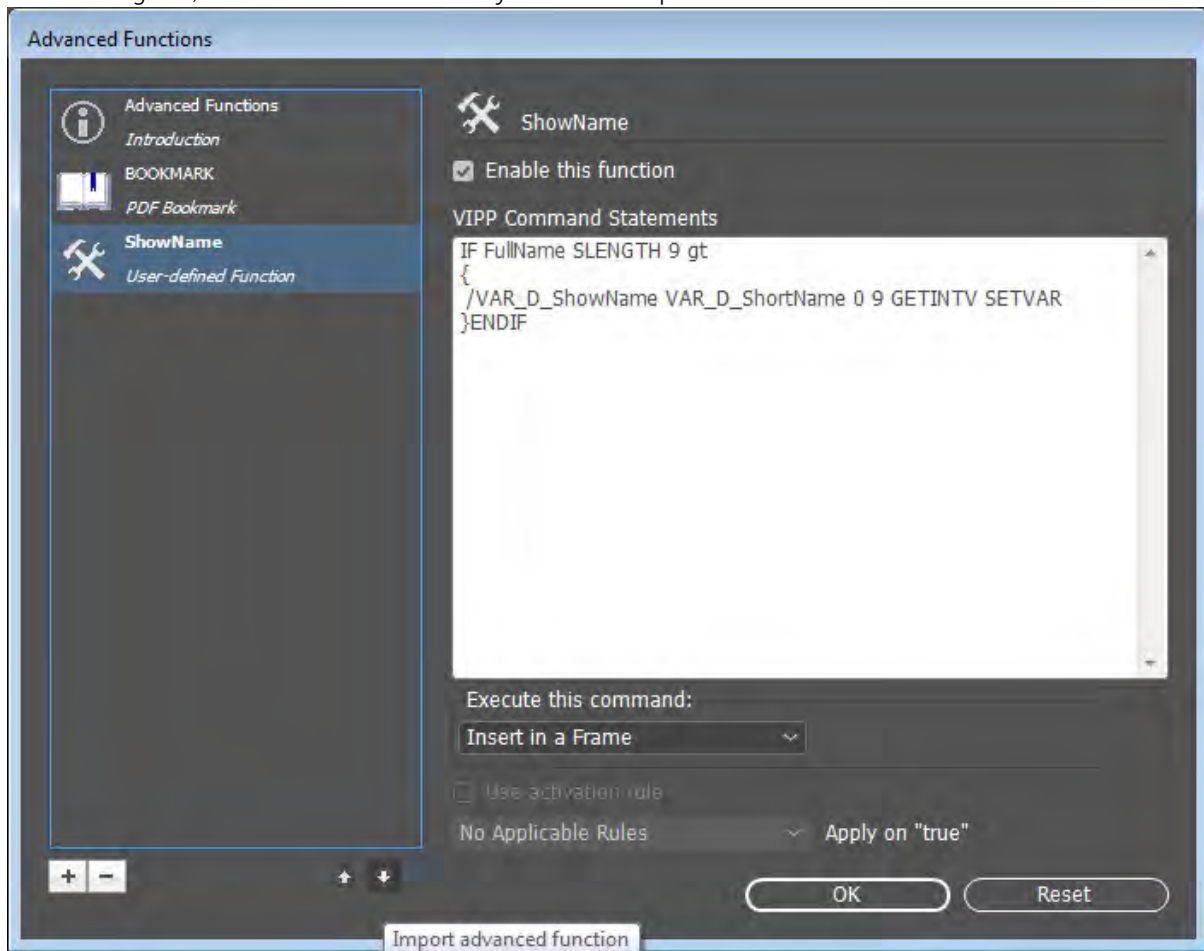 Advanced Functions
Advanced Functions
Introduction
BOOKMARK
PDF Bookmark
ShowName
User-defined Function
ShowName
Enable this function
VIPP Command Statements
IF FullName SLENGTH 9 gt
{
/VAR_D_ShowName VAR_D_ShortName 0 9 GETINTV SETVAR
}ENDIF
Execute this command:
Insert in a Frame
Use activation rule
No Applicable Rules
Apply on "true"
+ -
OK
Reset
Import advanced function